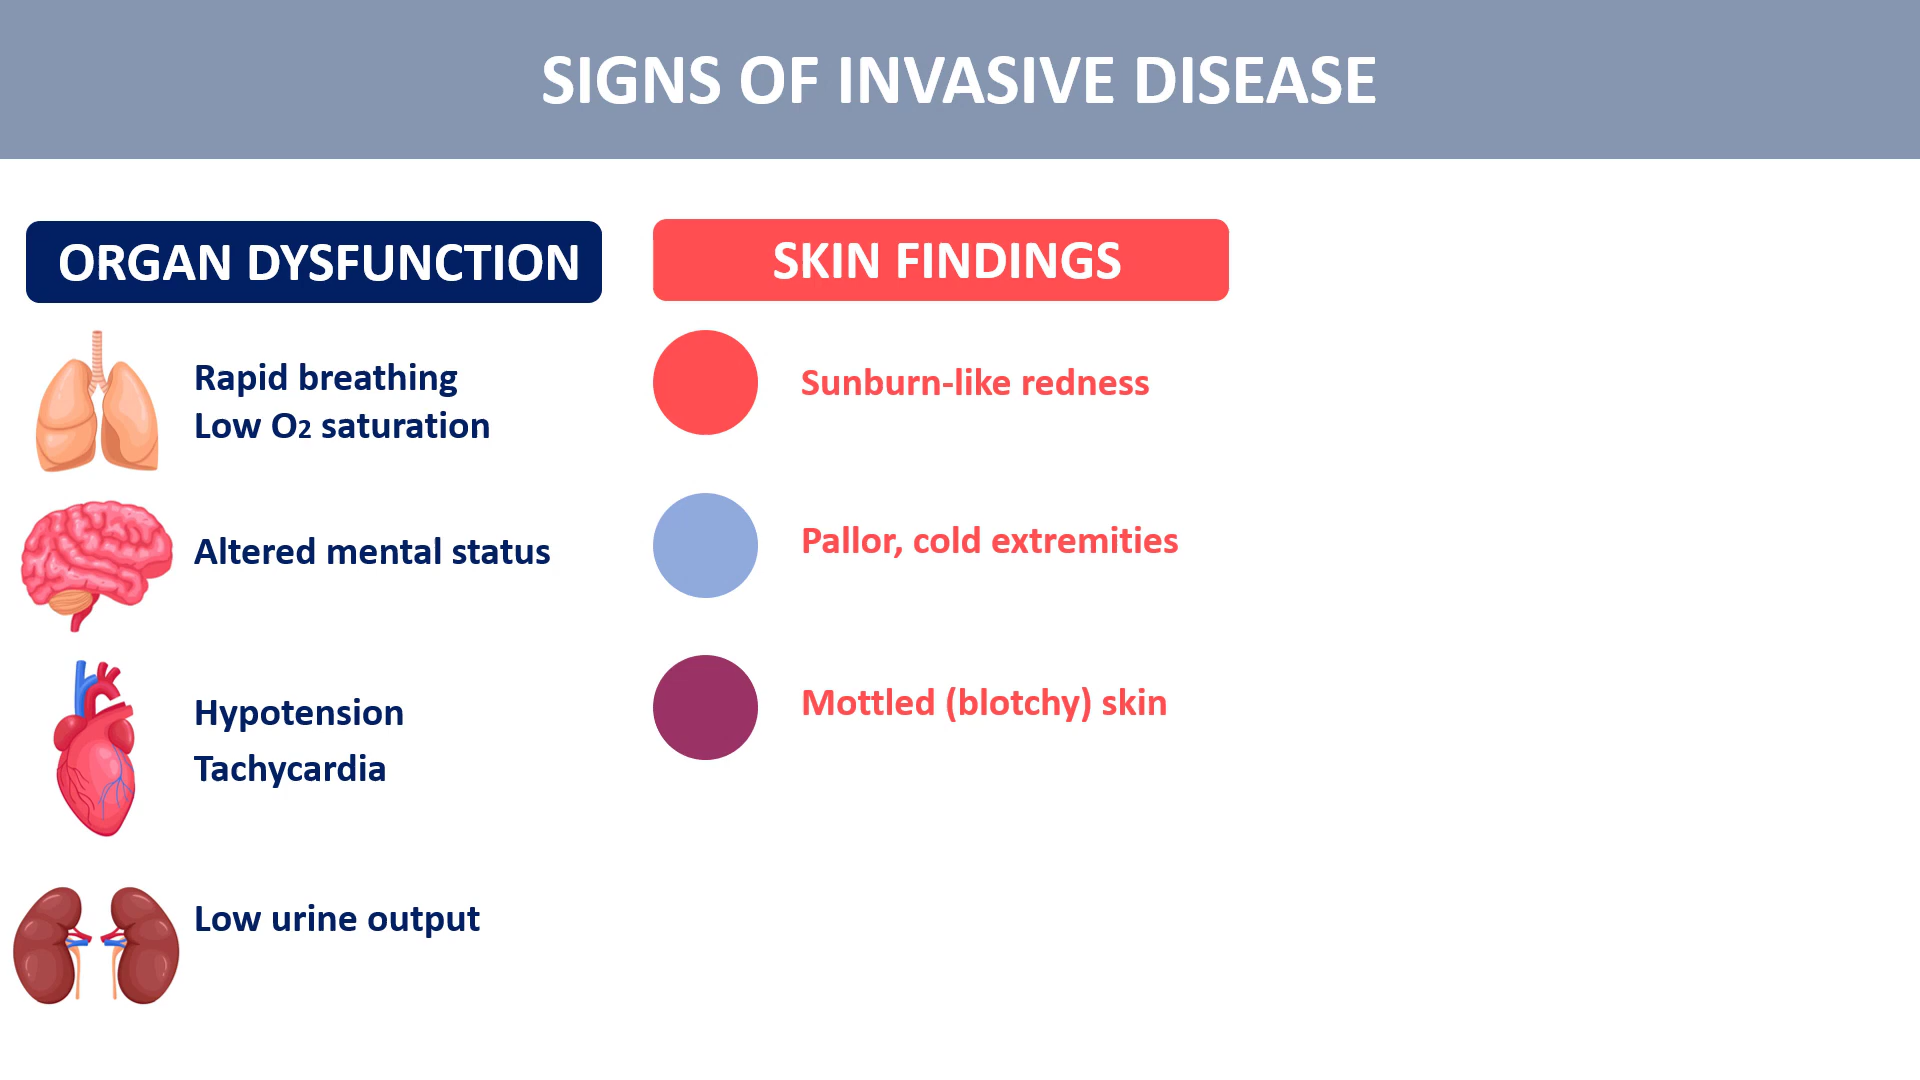 SIGNS OF INVASIVE DISEASE
ORGAN DYSFUNCTION
Rapid breathing
Low O2 saturation
Altered mental status
Hypotension
Tachycardia
Low urine output
SKIN FINDINGS
Sunburn-like redness
Pallor, cold extremities
Mottled (blotchy) skin